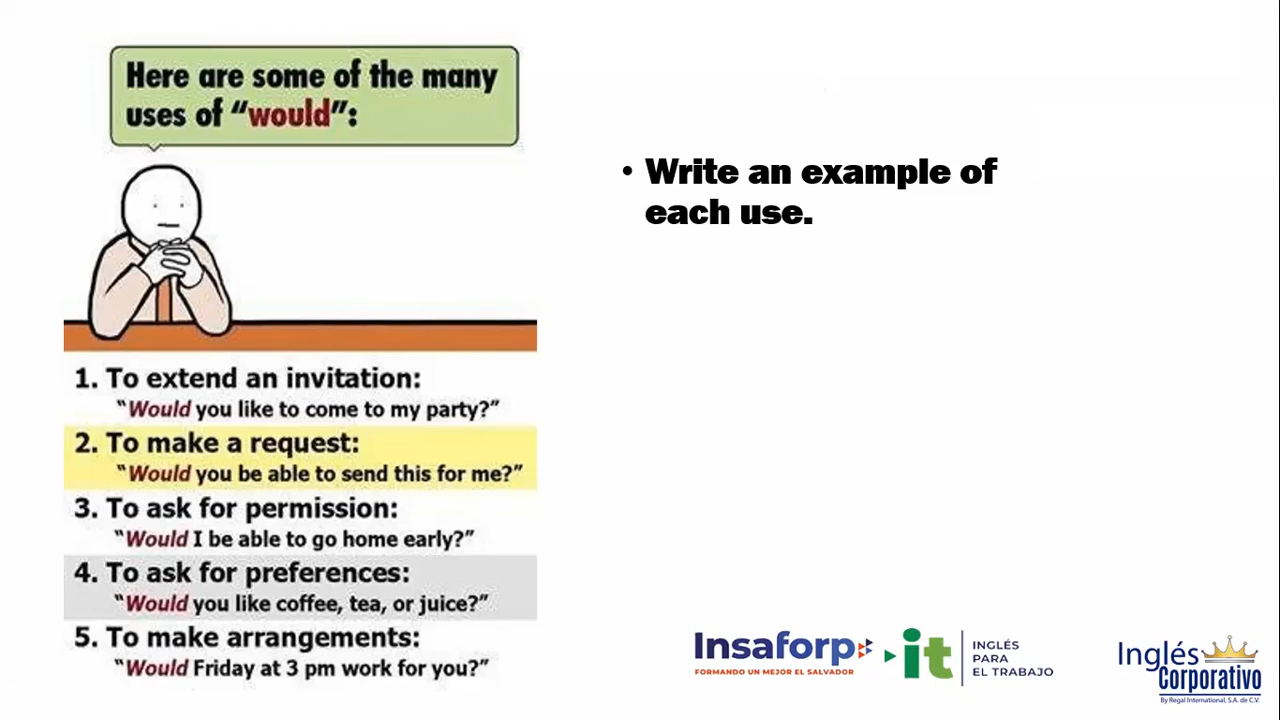 Here are some of the many
uses of “would”:
1. To extend an invitation:
“Would you like to come to my party?”
2. To make a request:
“Would you be able to send this for me?”
3. To ask for permission:
“Would I be able to go home early?”
4. To ask for preferences:
“Would you like coffee, tea, or juice?”
5. To make arrangements:
“Would Friday at 3 pm work for you?”
• Write an example of
each use.
Insaforp
FORMANDO UN MEJOR EL SALVADOR
it
INGLÉS
PARA
EL TRABAJO
Inglés
Corporativo
By Regal International, S.A. de C.V.